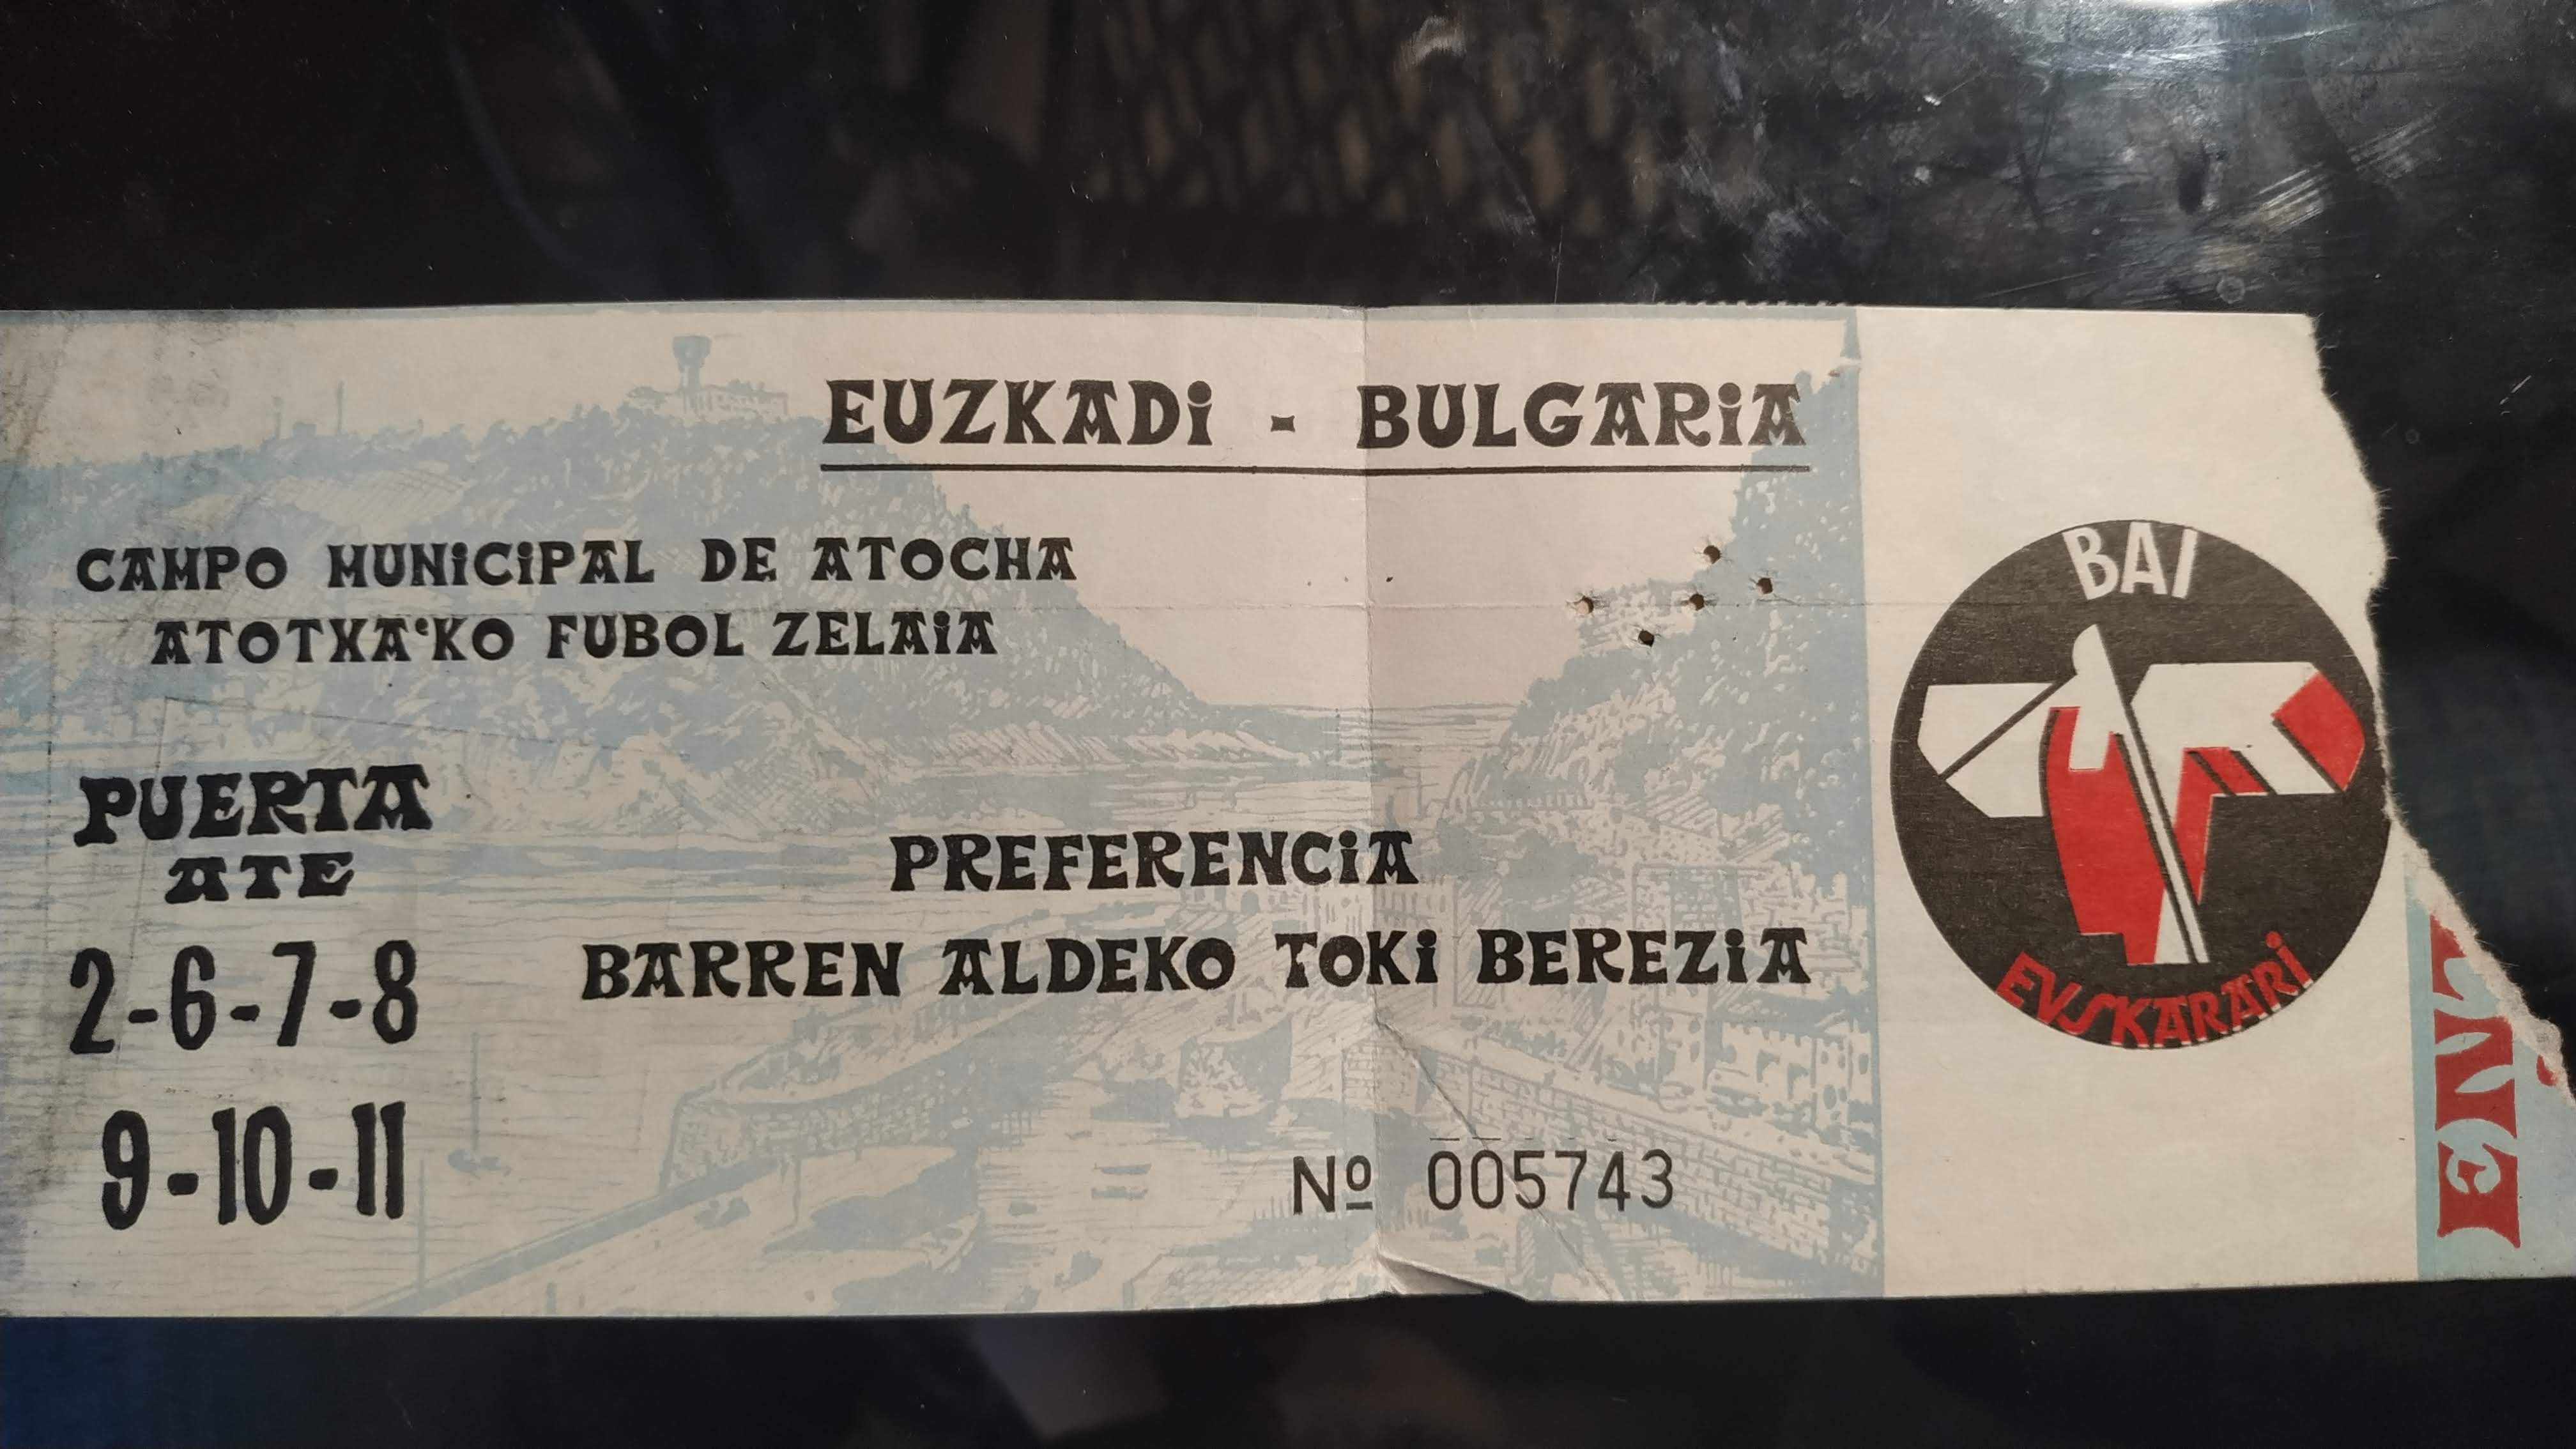 EUZKADi - BULGARiA
CAMPO MUNiCiPAL DE ATOCHA
ATOTXA'KO FUBOL ZELAiA
PUERTA
ATE
2-6-7-8
9-10-11
PREFERENCiA
BARREN ALDEKO TOKi BEREZiA
Nº 005743
BAI
EVSKARARI